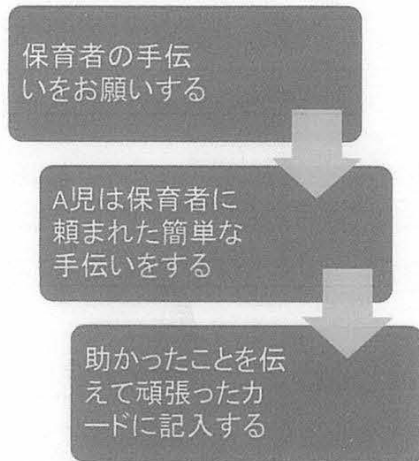 保育者の手伝
いをお願いする
A児は保育者に
頼まれた簡単な
手伝いをする
助かったことを伝
えて頑張ったカ
ードに記入する